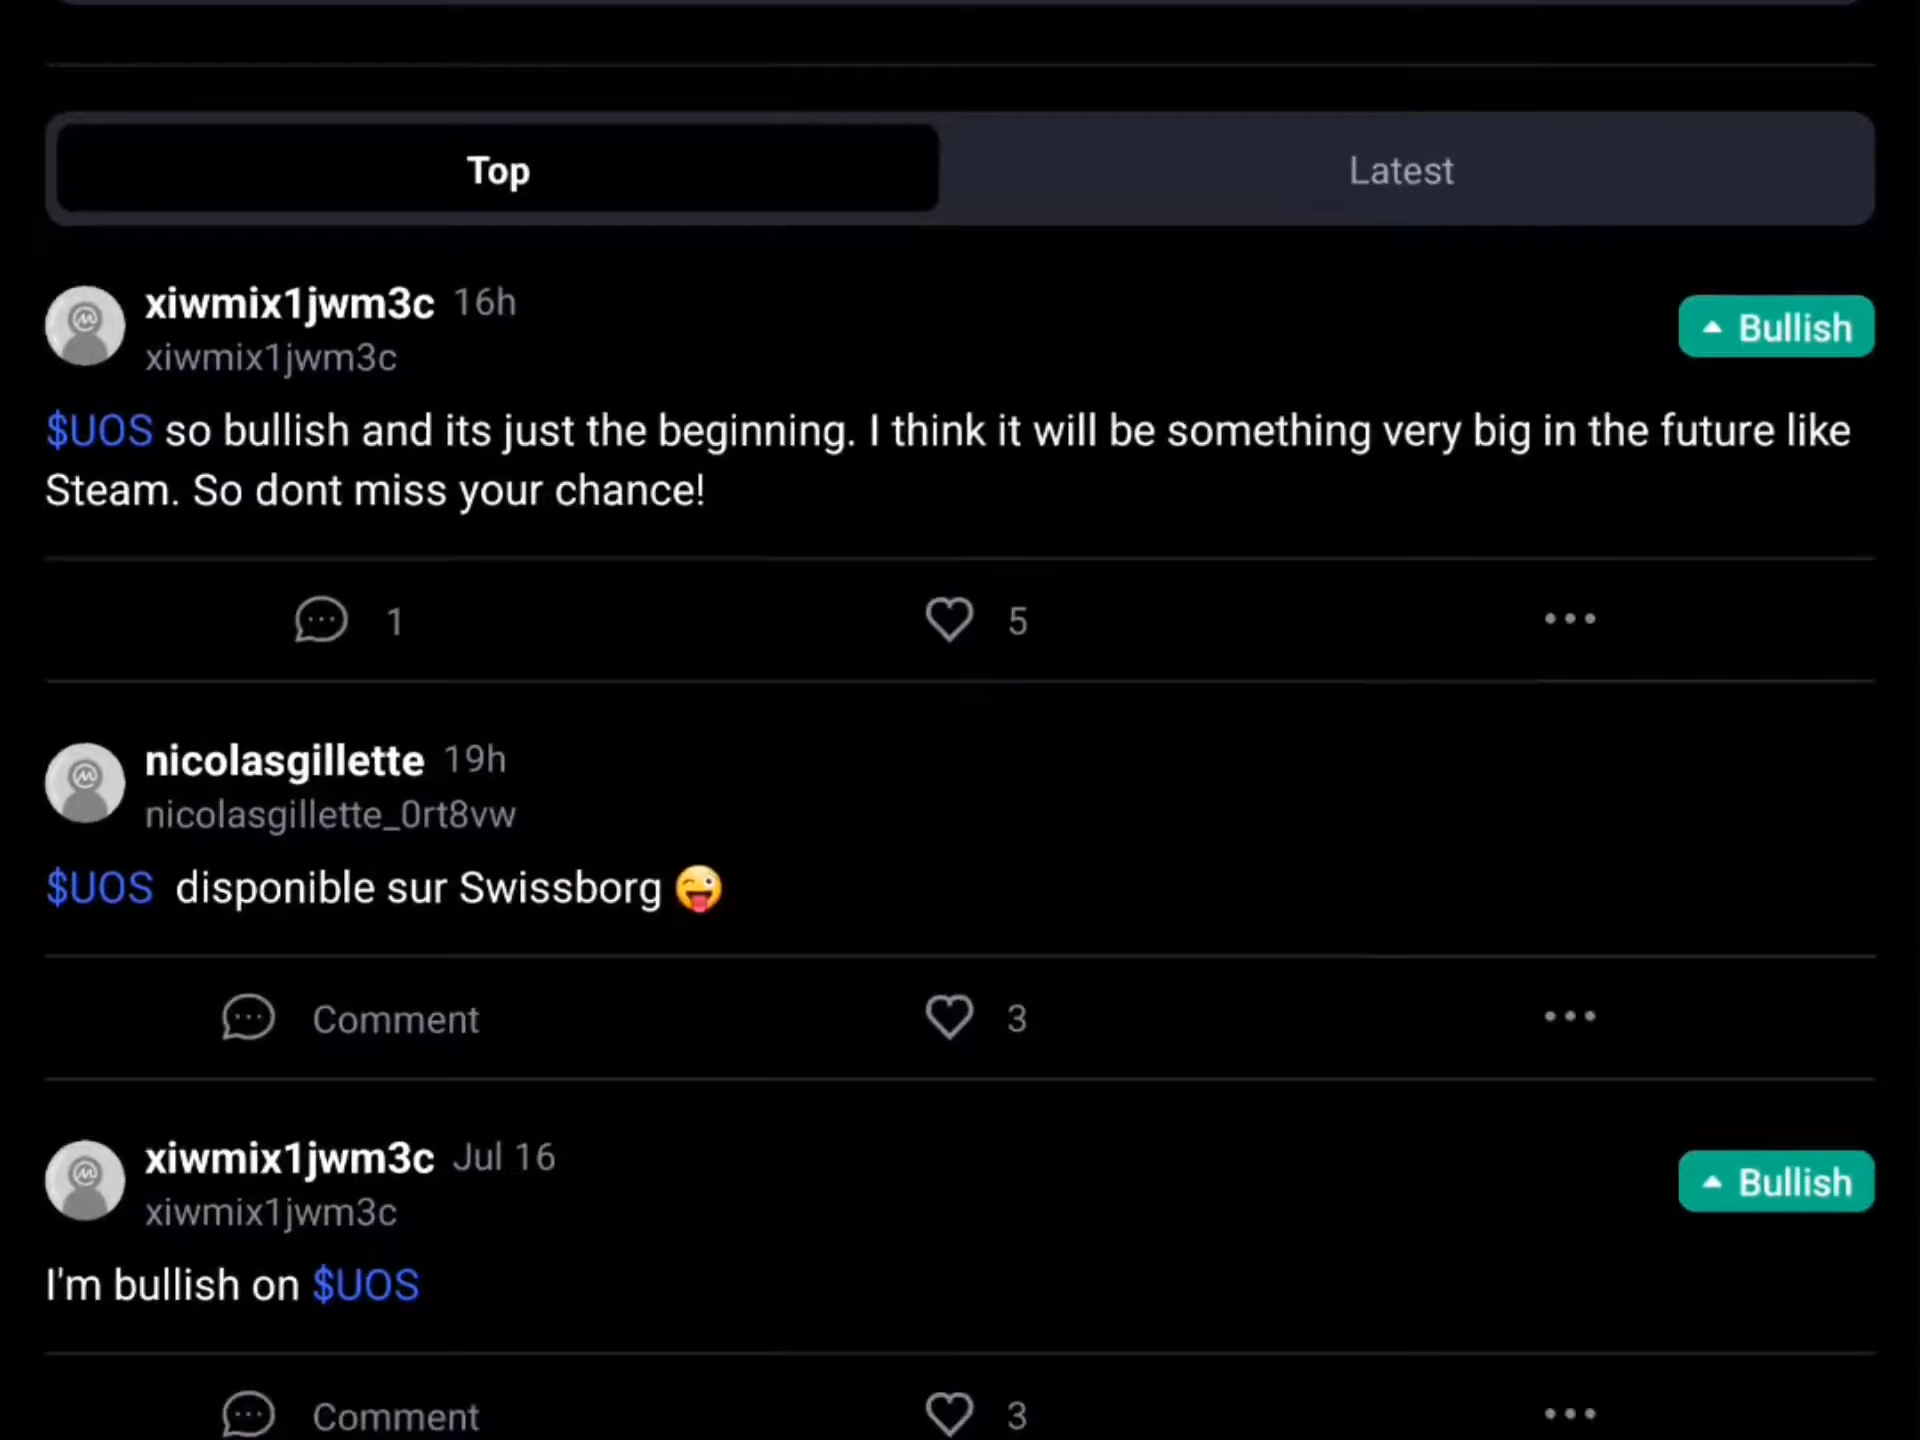 Top
Latest
xiwmix1jwm3c 16h
xiwmix1jwm3c
Bullish
$UOS so bullish and its just the beginning. I think it will be something very big in the future like
Steam. So dont miss your chance!
1
5
nicolasgillette 19h
nicolasgillette_0rt8vw
$UOS disponible sur Swissborg 😜
Comment
3
xiwmix1jwm3c Jul 16
xiwmix1jwm3c
Bullish
I'm bullish on $UOS
Comment
3